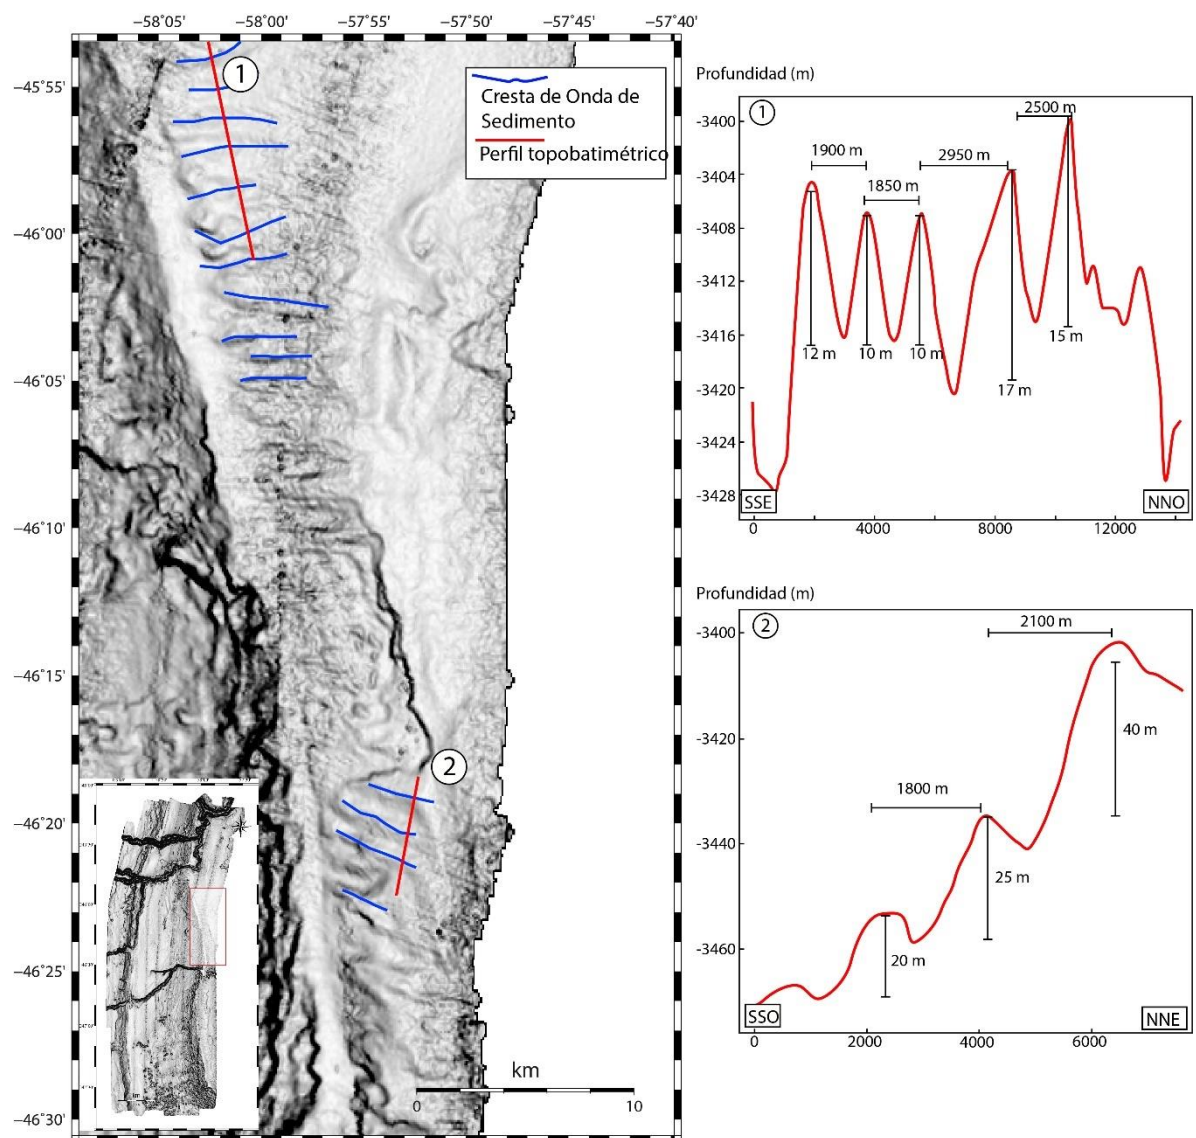 −58°05' −58°00' −57°55' −57°50' −57°45' −57°40'
−45°55'
−46°00'
−46°05'
−46°10'
−46°15'
−46°20'
−46°25'
−46°30'
1
Cresta de Onda de
Sedimento
Perfil topobatimétrico
2
km
0 10
Profundidad (m)
1
-3400
-3404
-3408
-3412
-3416
-3420
-3424
-3428
2500 m
1900 m
2950 m
1850 m
12 m
10 m
10 m
17 m
15 m
SSE
NNO
0 4000 8000 12000
Profundidad (m)
2
-3400
-3420
-3440
-3460
2100 m
40 m
1800 m
25 m
20 m
SSO
NNE
0 2000 4000 6000